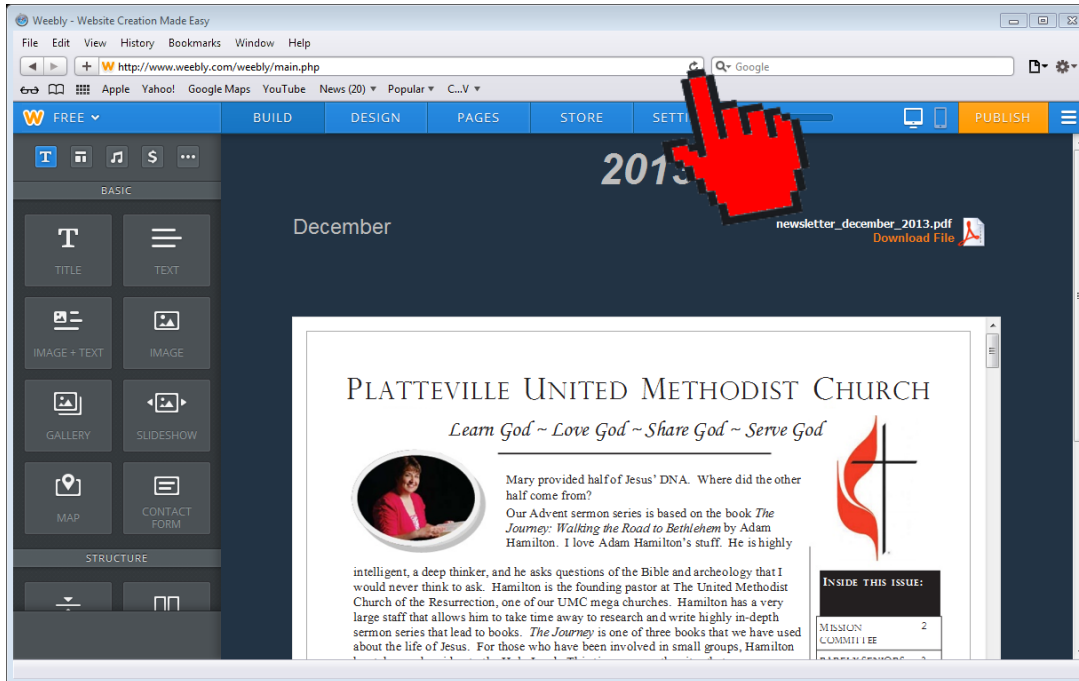 Weebly - Website Creation Made Easy
File Edit View History Bookmarks Window Help
http://www.weebly.com/weebly/main.php
Google
Apple Yahoo! Google Maps YouTube News (20) Popular C...V
FREE BUILD DESIGN PAGES STORE PUBLISH
BASIC
TITLE TEXT
IMAGE + TEXT IMAGE
GALLERY SLIDESHOW
MAP CONTACT FORM
STRUCTURE
2013
December
newsletter_december_2013.pdf
Download File
PLATTEVILLE UNITED METHODIST CHURCH
Learn God ~ Love God ~ Share God ~ Serve God
Mary provided half of Jesus' DNA. Where did the other
half come from?
Our Advent sermon series is based on the book The
Journey: Walking the Road to Bethlehem by Adam
Hamilton. I love Adam Hamilton's stuff. He is highly
intelligent, a deep thinker, and he asks questions of the Bible and archeology that I
would never think to ask. Hamilton is the founding pastor at The United Methodist
Church of the Resurrection, one of our UMC mega churches. Hamilton has a very
large staff that allows him to take time away to research and write highly in-depth
sermon series that lead to books. The Journey is one of three books that we have used
about the life of Jesus. For those who have been involved in small groups, Hamilton
INSIDE THIS ISSUE:
MISSION 2
COMMITTEE